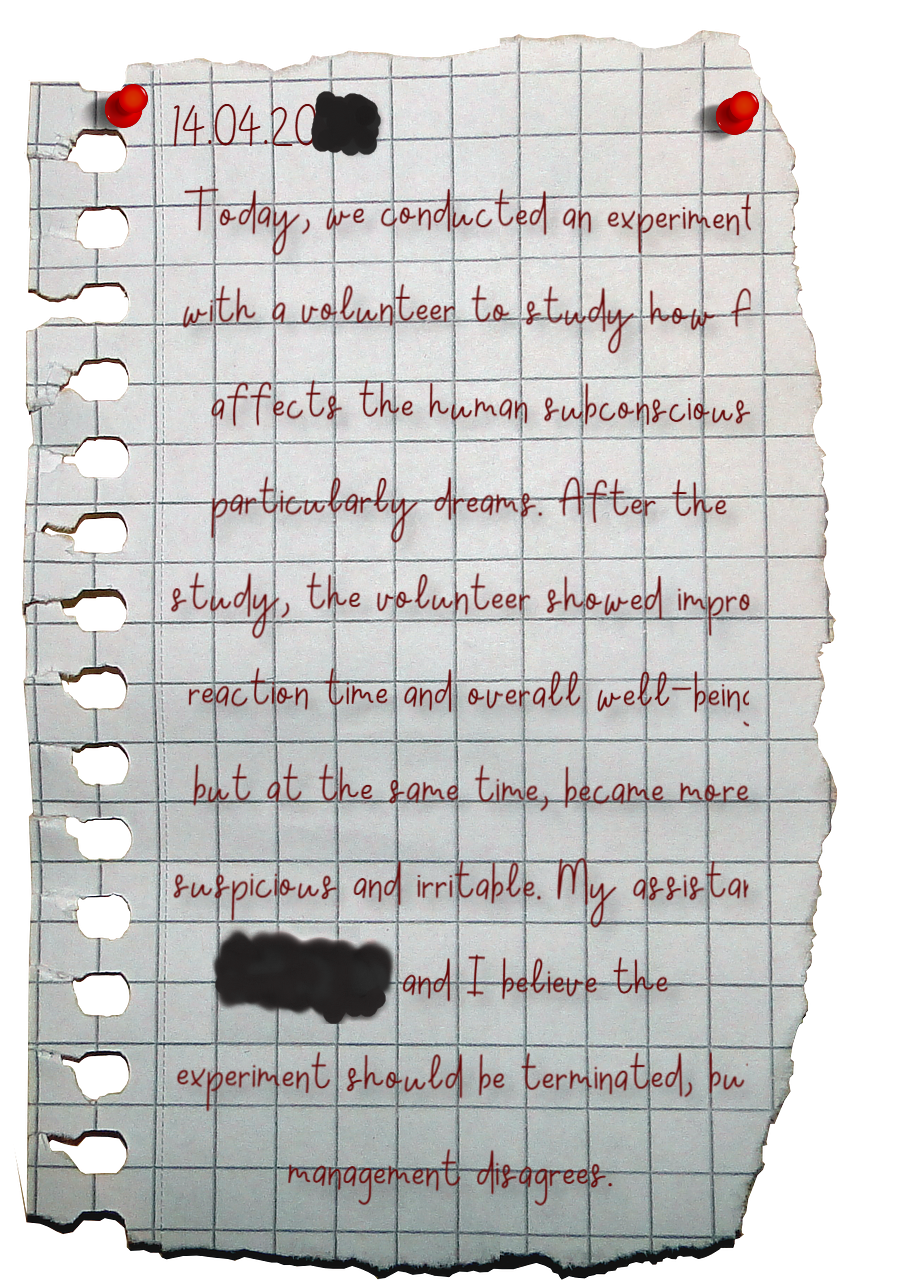 14.04.20
Today, we conducted an experiment
with a volunteer to study how f
affects the human subconscious
particularly dreams. After the
study, the volunteer showed impro
reaction time and overall well-being
but at the same time, became more
suspicious and irritable. My assistan
and I believe the
experiment should be terminated, bu
management disagrees.